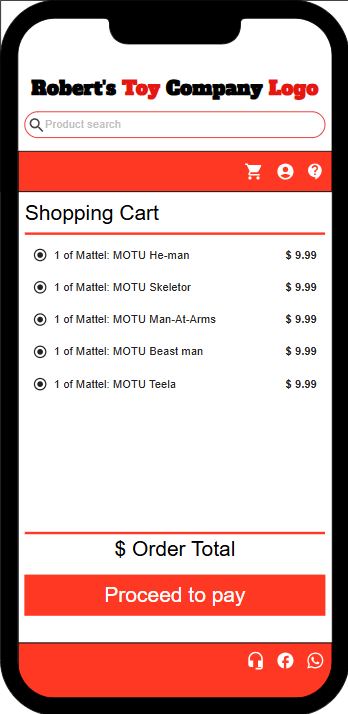 Robert's Toy Company Logo
Product search
Shopping Cart
1 of Mattel: MOTU He-man $ 9.99
1 of Mattel: MOTU Skeletor $ 9.99
1 of Mattel: MOTU Man-At-Arms $ 9.99
1 of Mattel: MOTU Beast man $ 9.99
1 of Mattel: MOTU Teela $ 9.99
$ Order Total
Proceed to pay